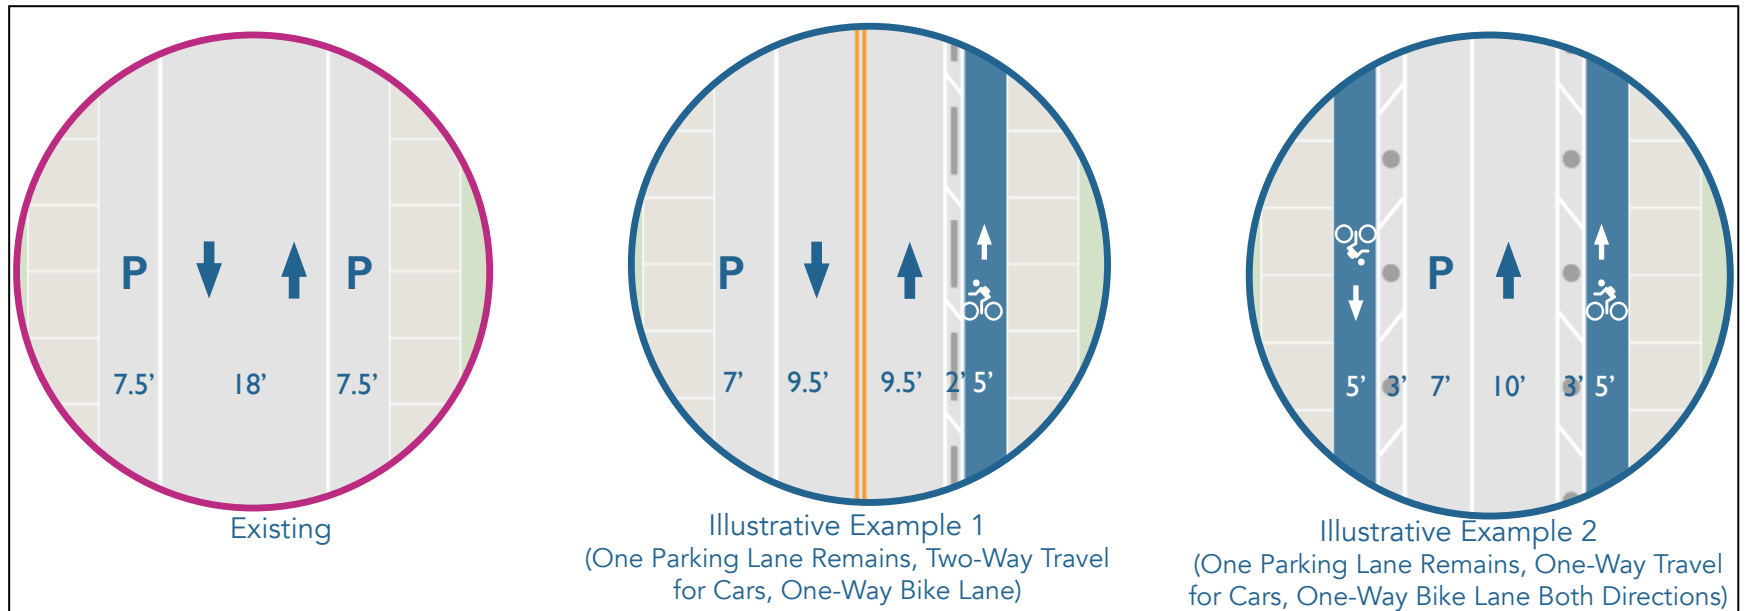 P P
7.5’ 18’ 7.5’
Existing
P
7’ 9.5’ 9.5’ 2’ 5’
Illustrative Example 1
(One Parking Lane Remains, Two-Way Travel
for Cars, One-Way Bike Lane)
P
5’ 3’ 7’ 10’ 3’ 5’
Illustrative Example 2
(One Parking Lane Remains, One-Way Travel
for Cars, One-Way Bike Lane Both Directions)